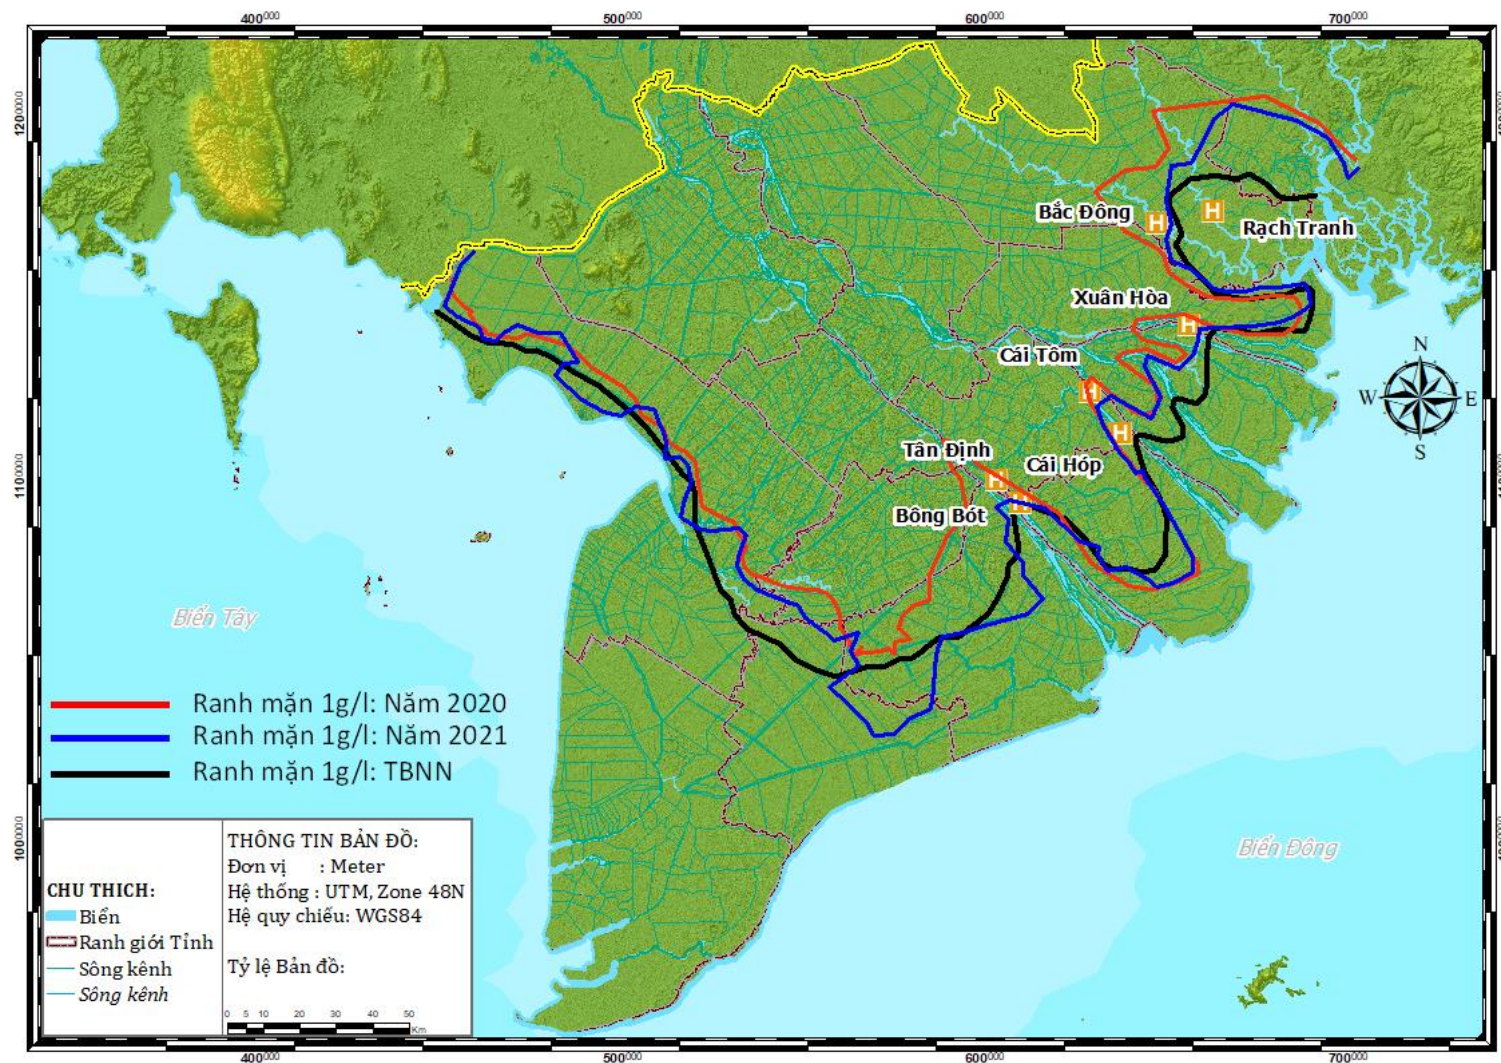 400000 500000 600000 700000
1200000
Bắc Đông
Rạch Tranh
Xuân Hòa
Cái Tôm
N
W E
S
Tân Định
Cái Hóp
1100000
Bông Bót
Biển Tây
Ranh mặn 1g/l: Năm 2020
Ranh mặn 1g/l: Năm 2021
Ranh mặn 1g/l: TBNN
1000000
Biển Đông
THÔNG TIN BẢN ĐỒ:
Đơn vị : Meter
Hệ thống : UTM, Zone 48N
Hệ quy chiếu: WGS84
Tỷ lệ Bản đồ:
0 5 10 20 30 40 50
Km
CHU THICH:
Biển
Ranh giới Tỉnh
Sông kênh
Sông kênh
H
H
H
H
H
H
H
400000 500000 600000 700000